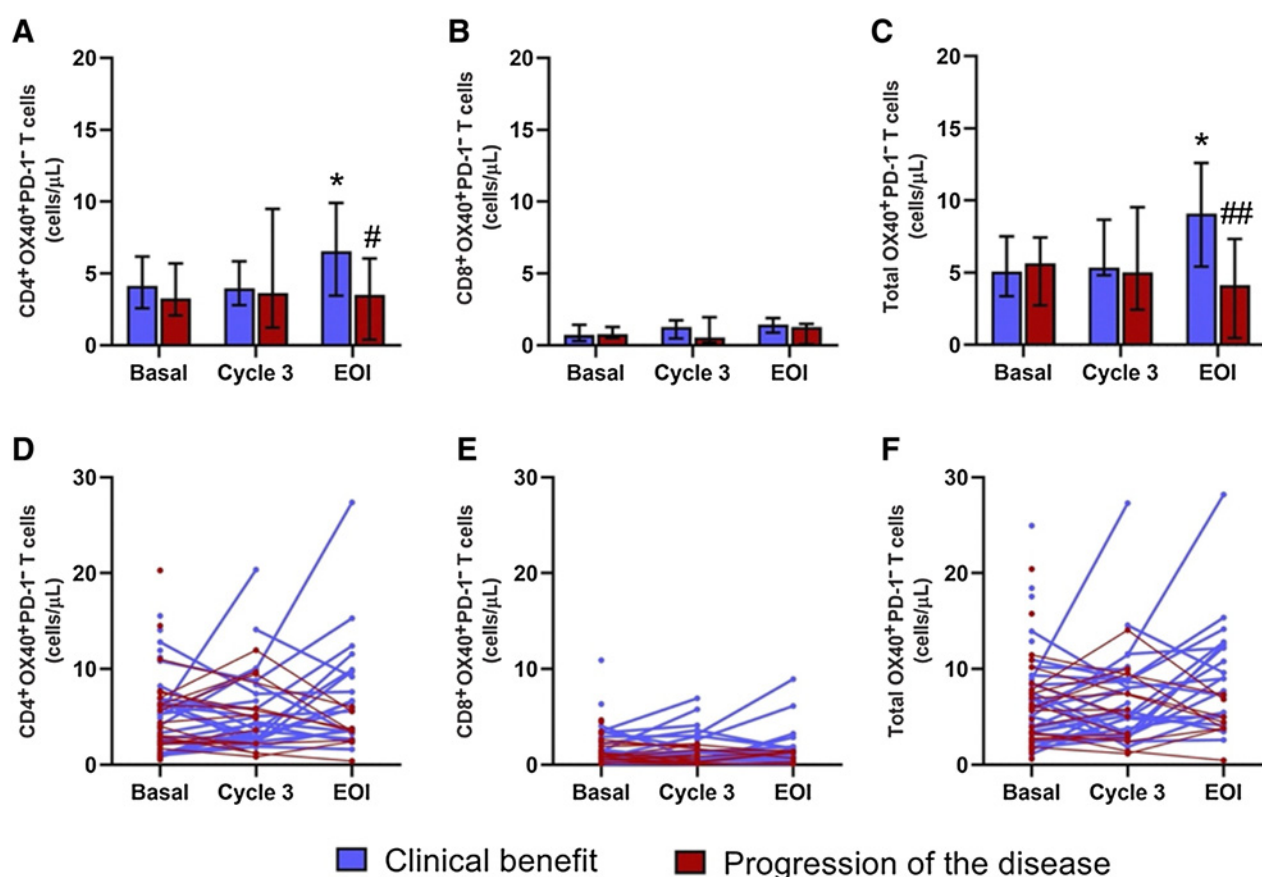 A
CD4⁺OX40⁺PD-1⁻ T cells
(cells/μL)
20
15
10
5
0
*
#
Basal
Cycle 3
EOI
B
CD8⁺OX40⁺PD-1⁻ T cells
(cells/μL)
20
15
10
5
0
Basal
Cycle 3
EOI
C
Total OX40⁺PD-1⁻ T cells
(cells/μL)
20
15
10
5
0
*
##
Basal
Cycle 3
EOI
D
CD4⁺OX40⁺PD-1⁻ T cells
(cells/μL)
30
20
10
0
Basal
Cycle 3
EOI
E
CD8⁺OX40⁺PD-1⁻ T cells
(cells/μL)
30
20
10
0
Basal
Cycle 3
EOI
F
Total OX40⁺PD-1⁻ T cells
(cells/μL)
30
20
10
0
Basal
Cycle 3
EOI
Clinical benefit
Progression of the disease